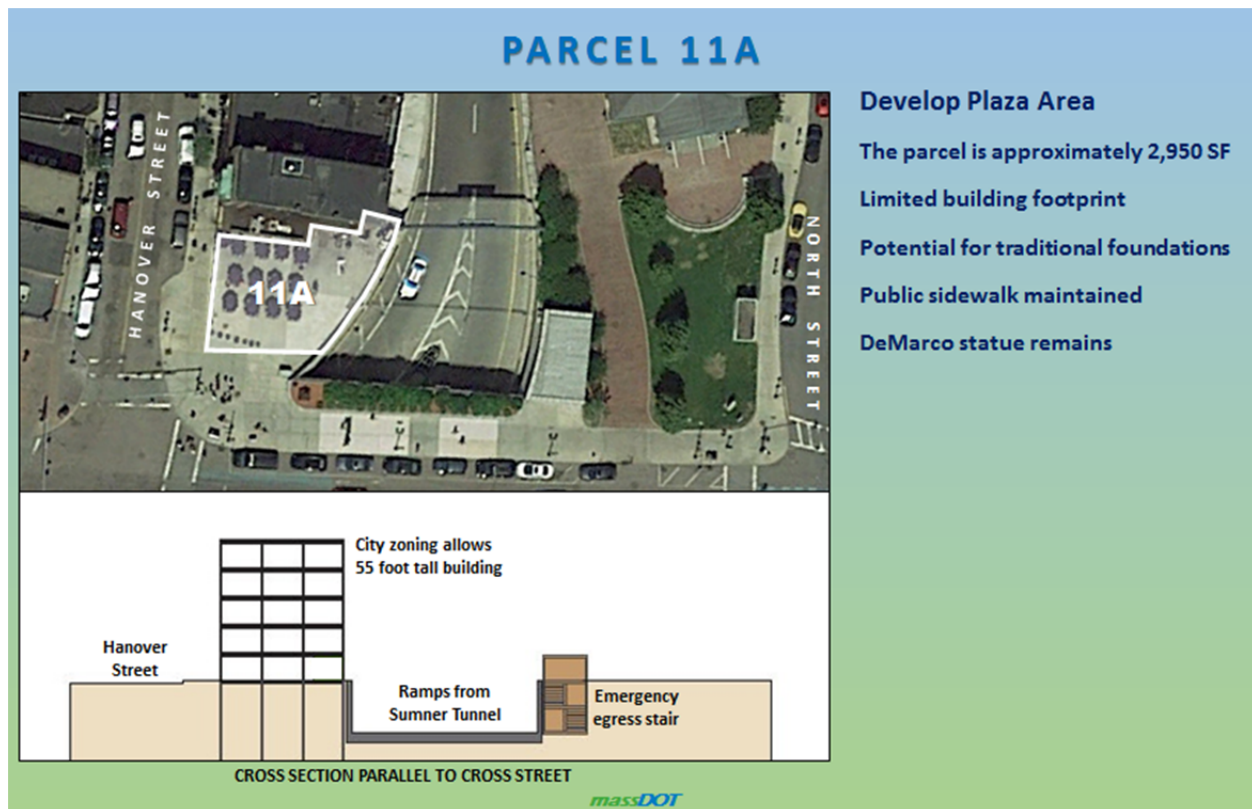 PARCEL 11A
HANOVER STREET
11A
NORTH STREET
Develop Plaza Area
The parcel is approximately 2,950 SF
Limited building footprint
Potential for traditional foundations
Public sidewalk maintained
DeMarco statue remains
City zoning allows
55 foot tall building
Hanover
Street
Ramps from
Sumner Tunnel
Emergency
egress stair
CROSS SECTION PARALLEL TO CROSS STREET
massDOT